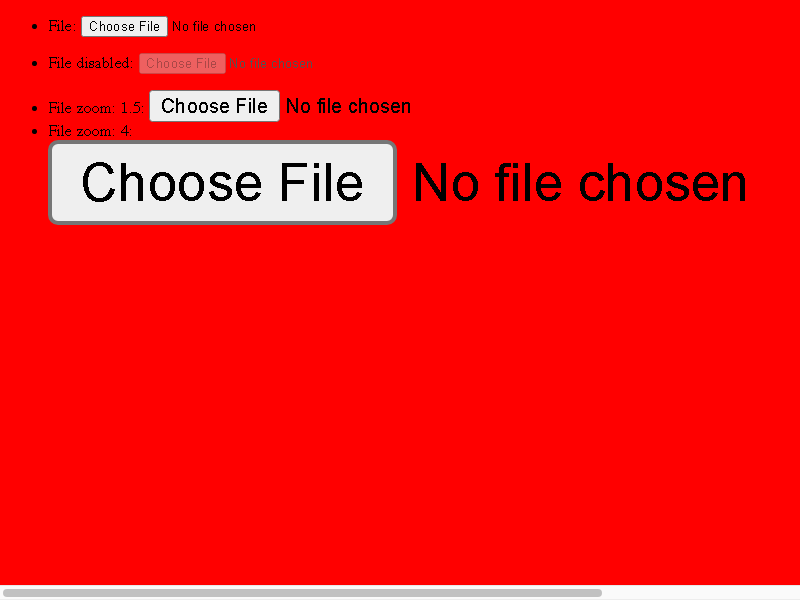 File: Choose File No file chosen
File disabled: Choose File No file chosen
File zoom: 1.5: Choose File No file chosen
File zoom: 4:
Choose File No file chosen